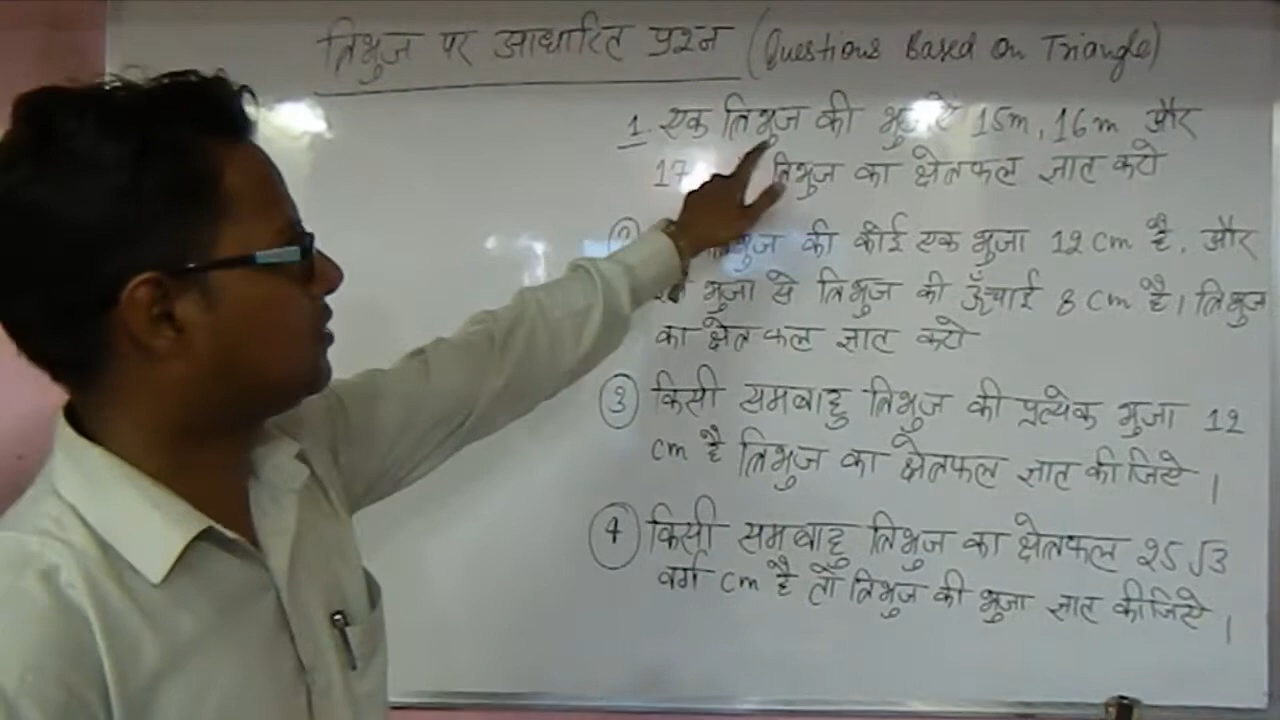 त्रिभुज पर आधारित प्रश्न (Questions Based on Triangle)
1. एक त्रिभुज की 15m, 16m और
17 त्रिभुज का क्षेत्रफल ज्ञात करो
की कोई एक भुजा 12 cm है, और
भुजा से त्रिभुज की ऊँचाई 8 cm है। त्रिभुज
का क्षेत्रफल ज्ञात करो
3 किसी समबाहु त्रिभुज की प्रत्येक भुजा 12
cm है त्रिभुज का क्षेत्रफल ज्ञात कीजिये।
4 किसी समबाहु त्रिभुज का क्षेत्रफल 25√3
वर्ग cm है तो त्रिभुज की भुजा ज्ञात कीजिये।